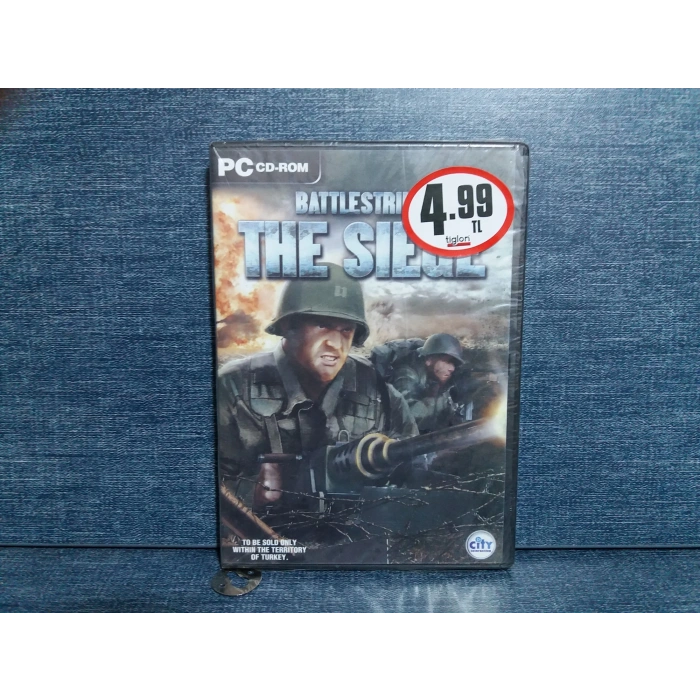 PC CD-ROM
BATTLESTRI
THE SIEGE
4.99
TL
tiglon
TO BE SOLD ONLY
WITHIN THE TERRITORY
OF TURKEY.
CITY